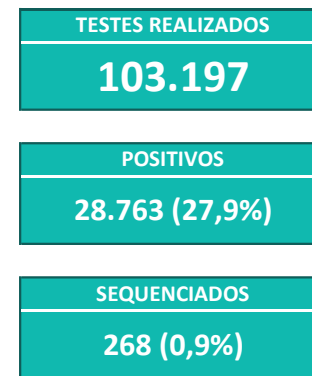 TESTES REALIZADOS
103.197
POSITIVOS
28.763 (27,9%)
SEQUENCIADOS
268 (0,9%)